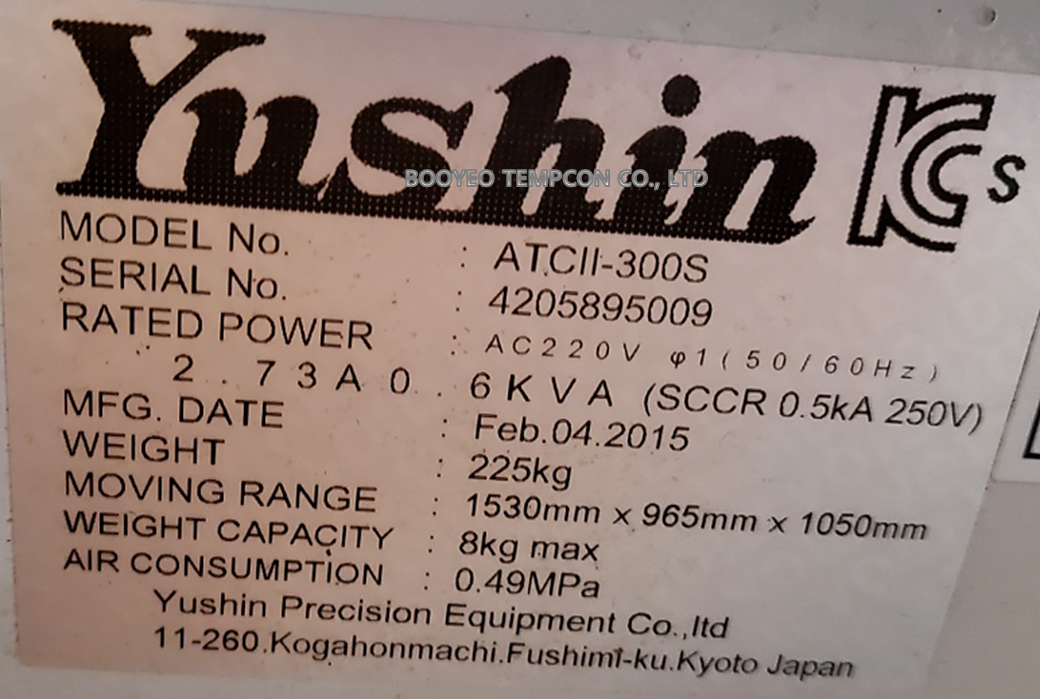 Yushin KCs
BOOYEO TEMPCON CO., LTD
MODEL No. : ATCII-300S
SERIAL No. : 4205895009
RATED POWER : AC220V φ1(50/60Hz)
2.73A 0.6KVA (SCCR 0.5kA 250V)
MFG. DATE : Feb.04.2015
WEIGHT : 225kg
MOVING RANGE : 1530mm x 965mm x 1050mm
WEIGHT CAPACITY : 8kg max
AIR CONSUMPTION : 0.49MPa
Yushin Precision Equipment Co.,ltd
11-260.Kogahonmachi.Fushimi-ku.Kyoto Japan